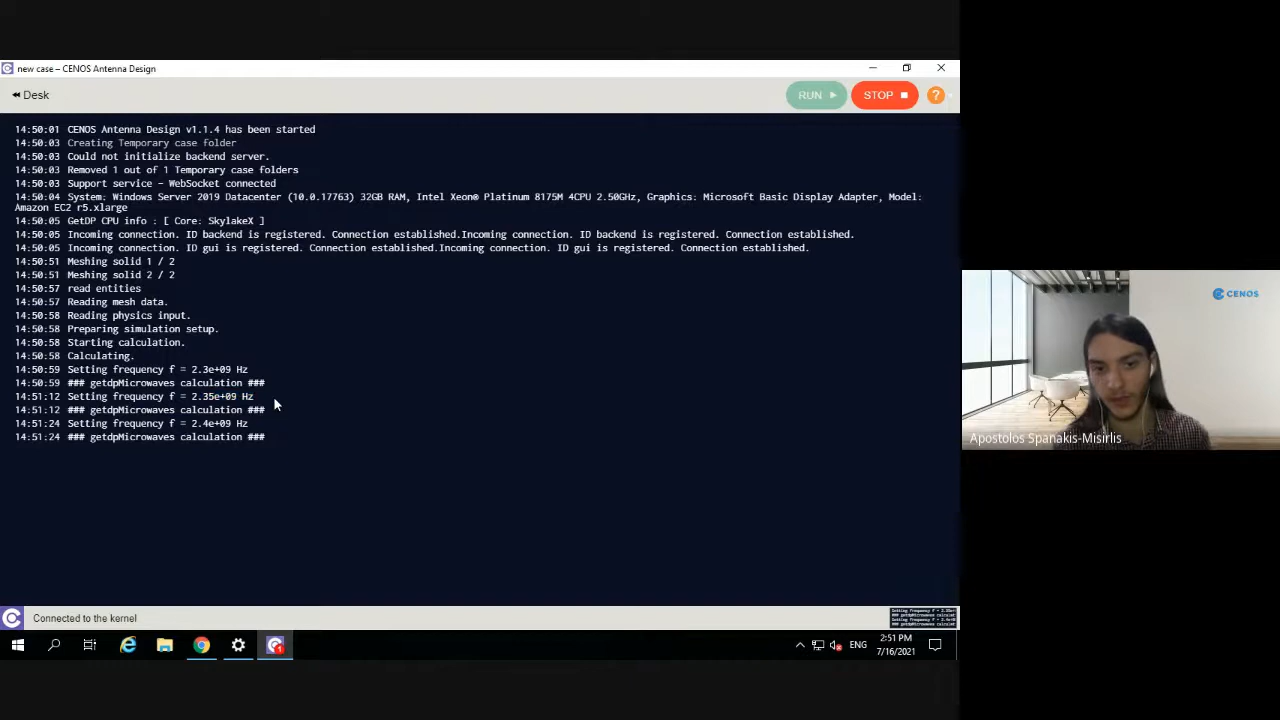 new case – CENOS Antenna Design
Desk
RUN
STOP
?
14:50:01 CENOS Antenna Design v1.1.4 has been started
14:50:03 Creating Temporary case folder
14:50:03 Could not initialize backend server.
14:50:03 Removed 1 out of 1 Temporary case folders
14:50:03 Support service - WebSocket connected
14:50:04 System: Windows Server 2019 Datacenter (10.0.17763) 32GB RAM, Intel Xeon® Platinum 8175M 4CPU 2.50GHz, Graphics: Microsoft Basic Display Adapter, Model:
Amazon EC2 r5.xlarge
14:50:05 GetDP CPU info : [ Core: SkylakeX ]
14:50:05 Incoming connection. ID backend is registered. Connection established.Incoming connection. ID backend is registered. Connection established.
14:50:05 Incoming connection. ID gui is registered. Connection established.Incoming connection. ID gui is registered. Connection established.
14:50:51 Meshing solid 1 / 2
14:50:51 Meshing solid 2 / 2
14:50:57 read entities
14:50:57 Reading mesh data.
14:50:58 Reading physics input.
14:50:58 Preparing simulation setup.
14:50:58 Starting calculation.
14:50:58 Calculating.
14:50:59 Setting frequency f = 2.3e+09 Hz
14:50:59 ### getdpMicrowaves calculation ###
14:51:12 Setting frequency f = 2.35e+09 Hz
14:51:12 ### getdpMicrowaves calculation ###
14:51:24 Setting frequency f = 2.4e+09 Hz
14:51:24 ### getdpMicrowaves calculation ###
CENOS
Apostolos Spanakis-Misirlis
Connected to the kernel
ENG
2:51 PM
7/16/2021